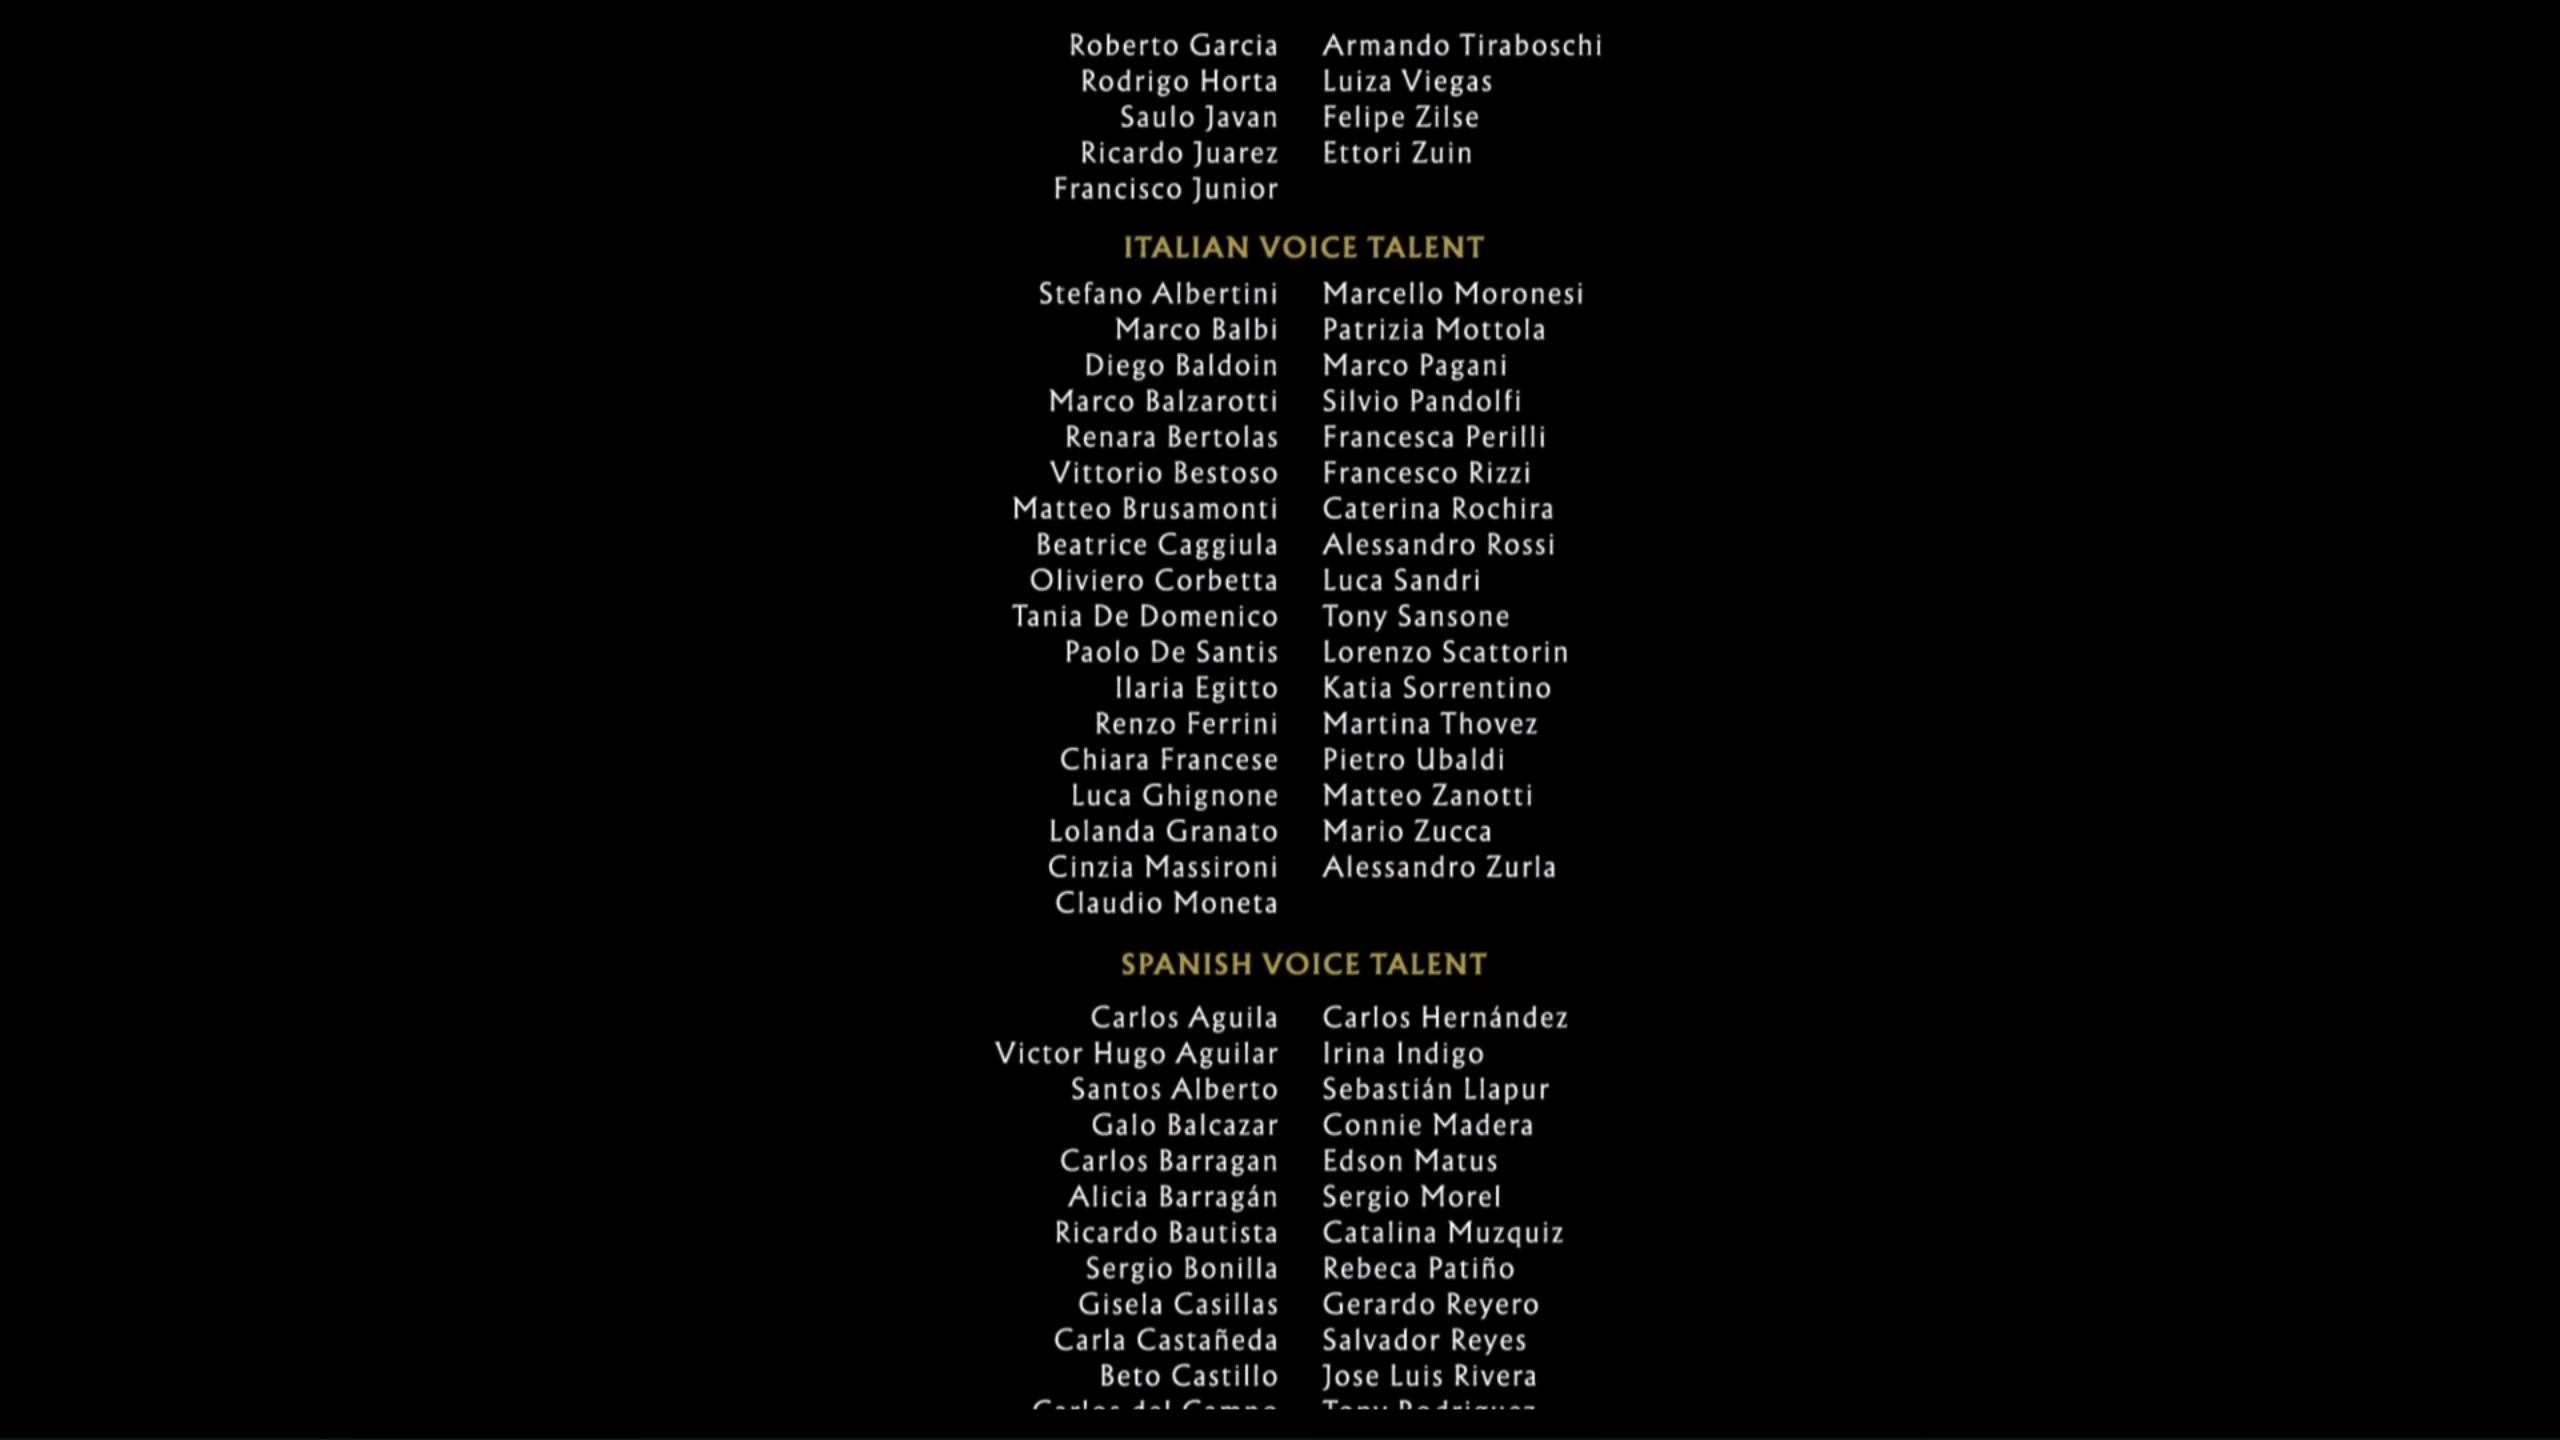 Roberto Garcia Armando Tiraboschi
Rodrigo Horta Luiza Viegas
Saulo Javan Felipe Zilse
Ricardo Juarez Ettori Zuin
Francisco Junior
ITALIAN VOICE TALENT
Stefano Albertini Marcello Moronesi
Marco Balbi Patrizia Mottola
Diego Baldoin Marco Pagani
Marco Balzarotti Silvio Pandolfi
Renara Bertolas Francesca Perilli
Vittorio Bestoso Francesco Rizzi
Matteo Brusamonti Caterina Rochira
Beatrice Caggiula Alessandro Rossi
Oliviero Corbetta Luca Sandri
Tania De Domenico Tony Sansone
Paolo De Santis Lorenzo Scattorin
Ilaria Egitto Katia Sorrentino
Renzo Ferrini Martina Thovez
Chiara Francese Pietro Ubaldi
Luca Ghignone Matteo Zanotti
Lolanda Granato Mario Zucca
Cinzia Massironi Alessandro Zurla
Claudio Moneta
SPANISH VOICE TALENT
Carlos Aguila Carlos Hernández
Victor Hugo Aguilar Irina Indigo
Santos Alberto Sebastián Llapur
Galo Balcazar Connie Madera
Carlos Barragan Edson Matus
Alicia Barragán Sergio Morel
Ricardo Bautista Catalina Muzquiz
Sergio Bonilla Rebeca Patiño
Gisela Casillas Gerardo Reyero
Carla Castañeda Salvador Reyes
Beto Castillo Jose Luis Rivera
Carlos del Campo Tony Rodriguez